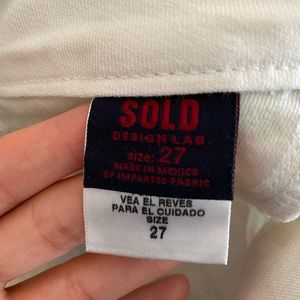 SOLD
DESIGN LAB
Size: 27
MADE IN MEXICO
OF IMPORTED FABRIC
VEA EL REVES
PARA EL CUIDADO
SIZE
27